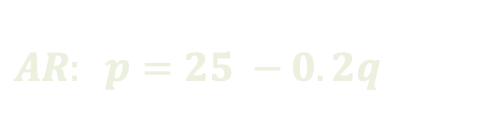 AR: p = 25 − 0.2q